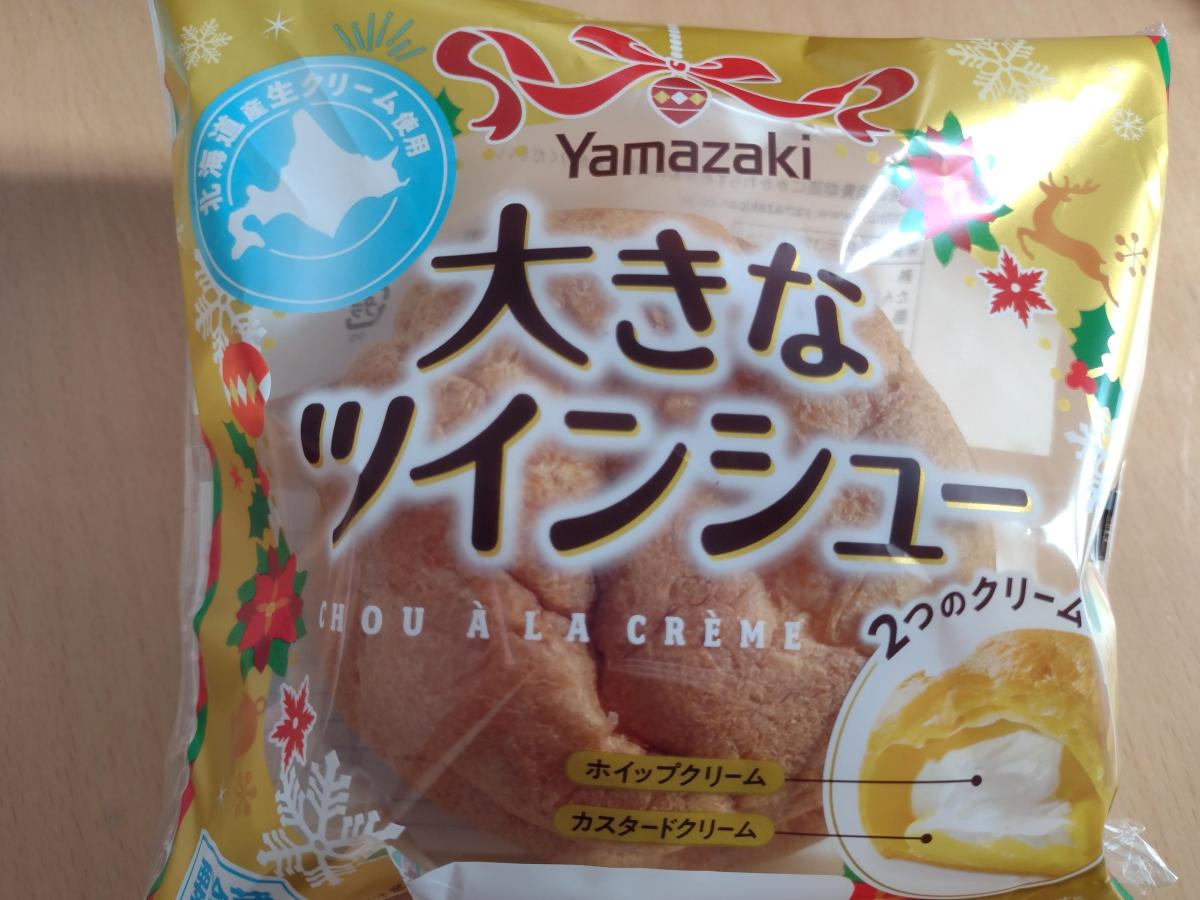 北海道産生クリーム使用
Yamazaki
大きな
ツインシュー
CHOU À LA CRÈME
2つのクリーム
ホイップクリーム
カスタードクリーム